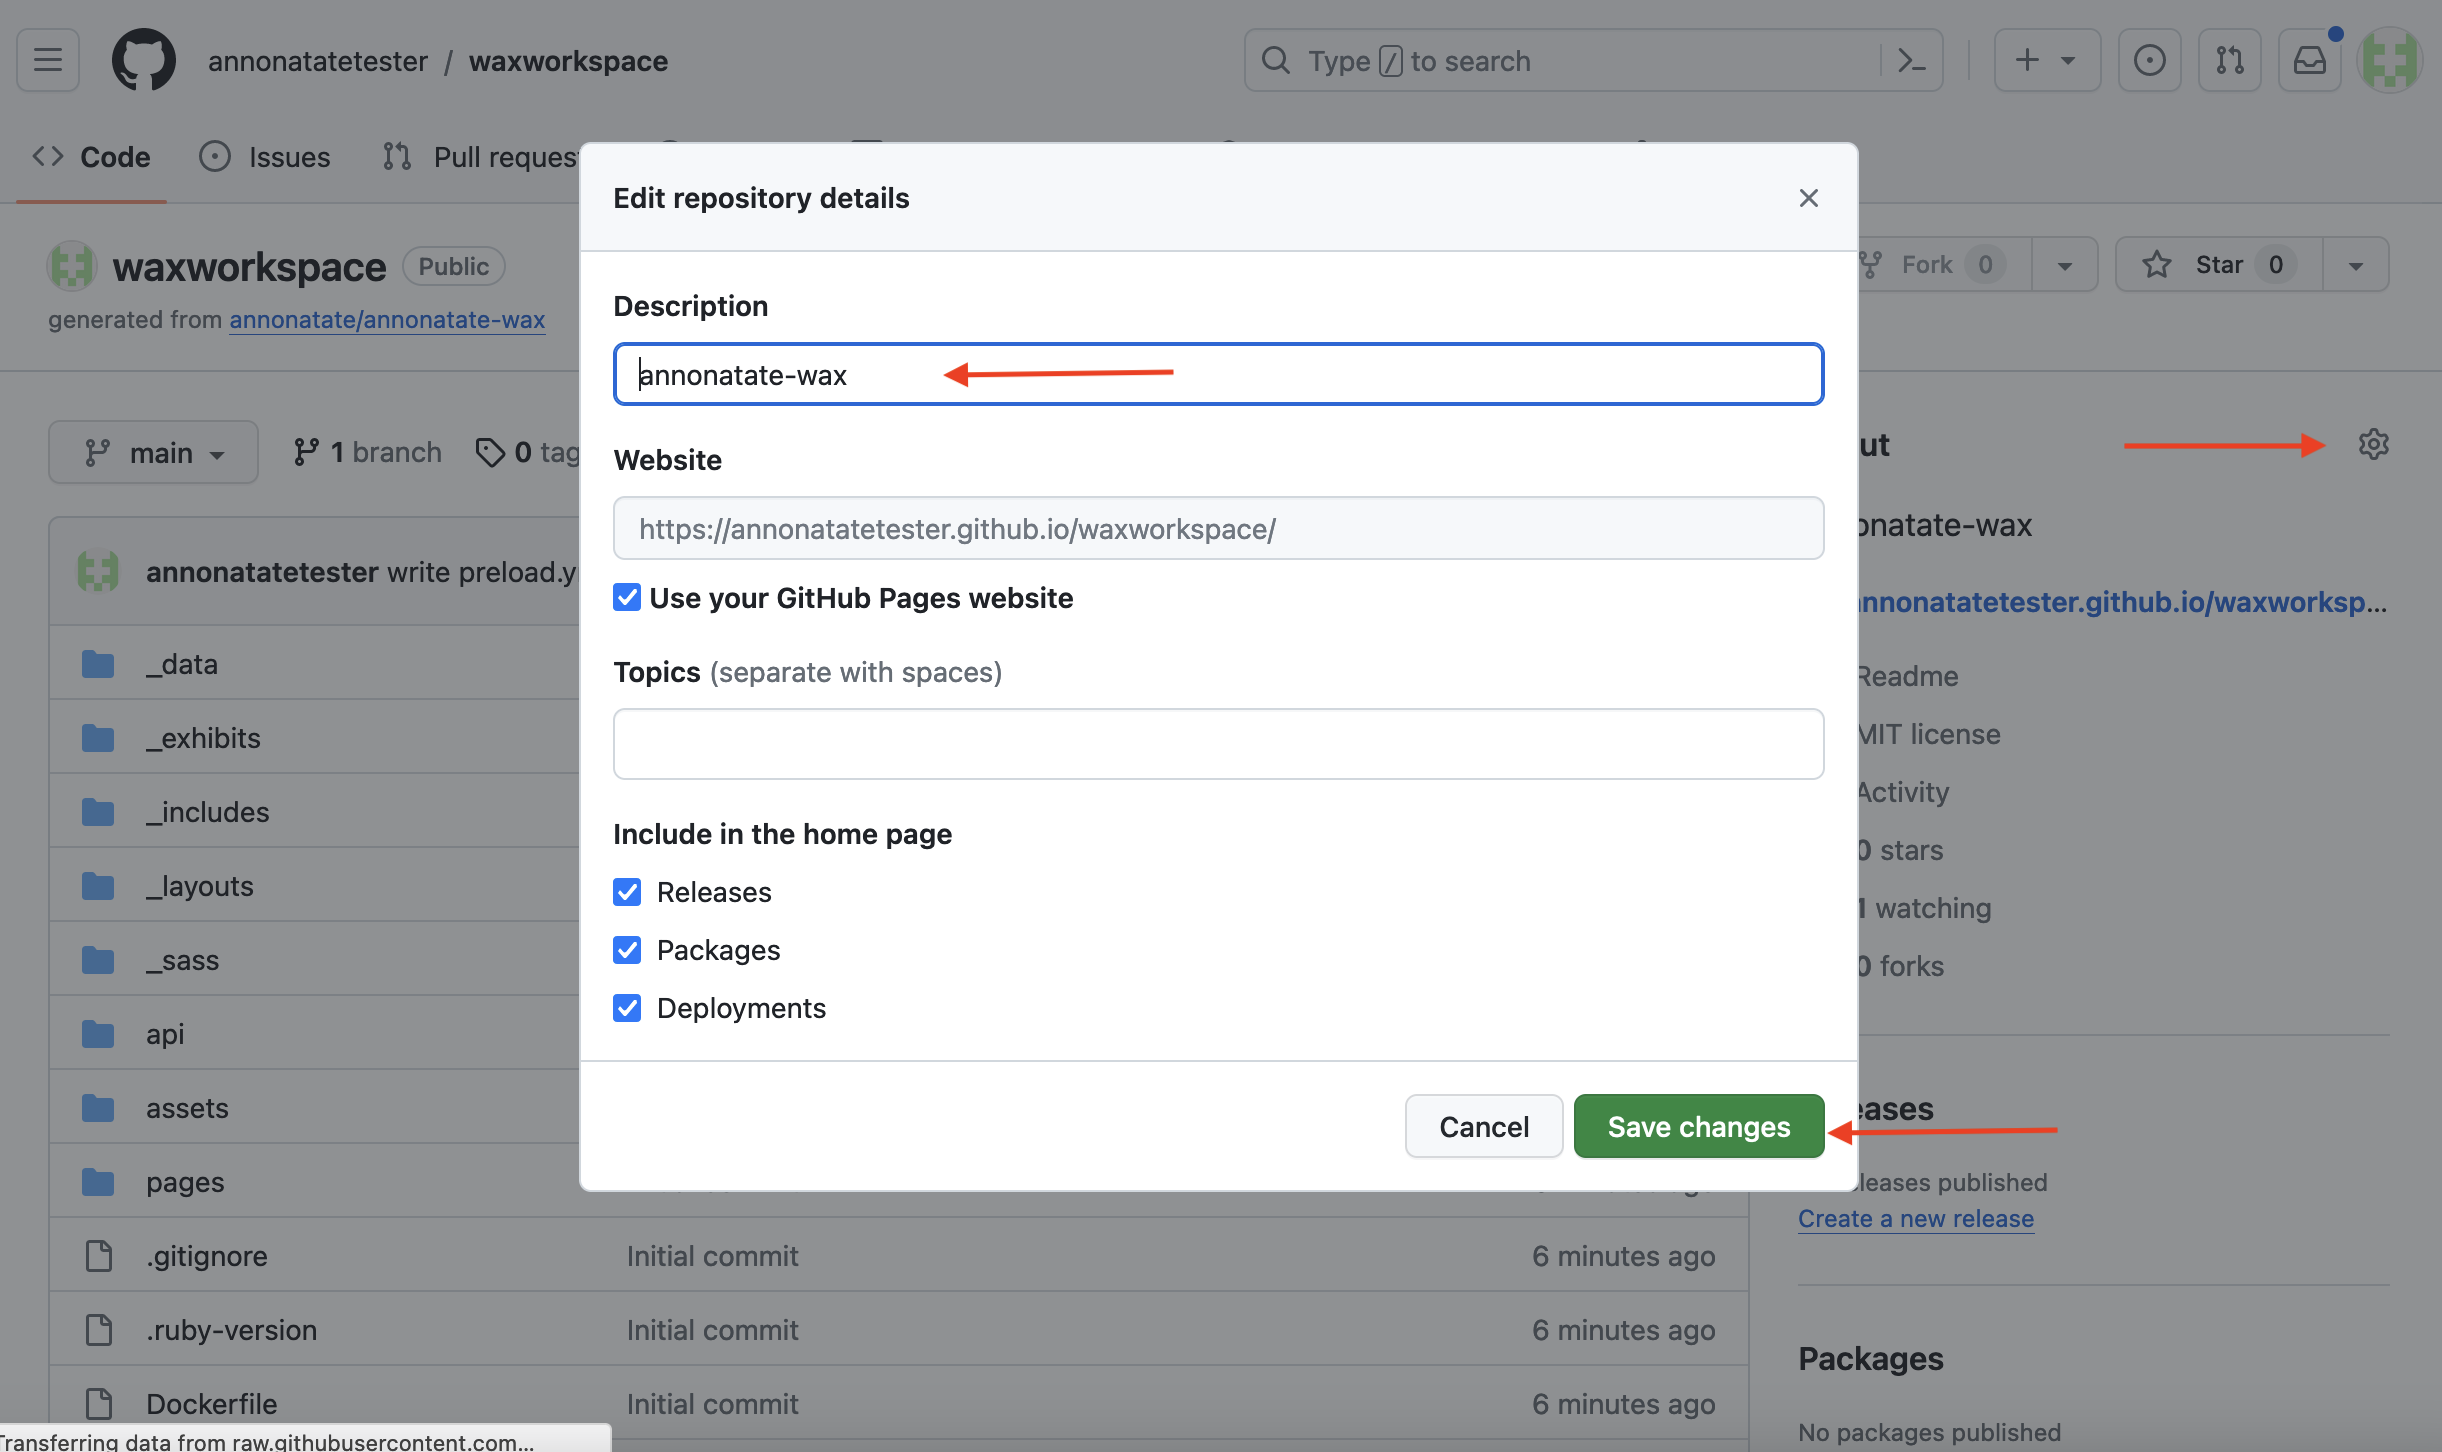 annonatatetester / waxworkspace
Type / to search
Code
Issues
Pull reques
waxworkspace Public
generated from annonatate/annonatate-wax
Fork 0
Star 0
Edit repository details
Description
annonatate-wax
Website
https://annonatatetester.github.io/waxworkspace/
Use your GitHub Pages website
Topics (separate with spaces)
Include in the home page
Releases
Packages
Deployments
Cancel
Save changes
main
1 branch
0 tag
annonatatetester write preload.y
_data
_exhibits
_includes
_layouts
_sass
api
assets
pages
.gitignore Initial commit 6 minutes ago
.ruby-version Initial commit 6 minutes ago
Dockerfile Initial commit 6 minutes ago
Transferring data from raw.githubusercontent.com...
ut
onatate-wax
annonatatetester.github.io/waxworksp...
Readme
MIT license
Activity
0 stars
1 watching
0 forks
eases
leases published
Create a new release
Packages
No packages published